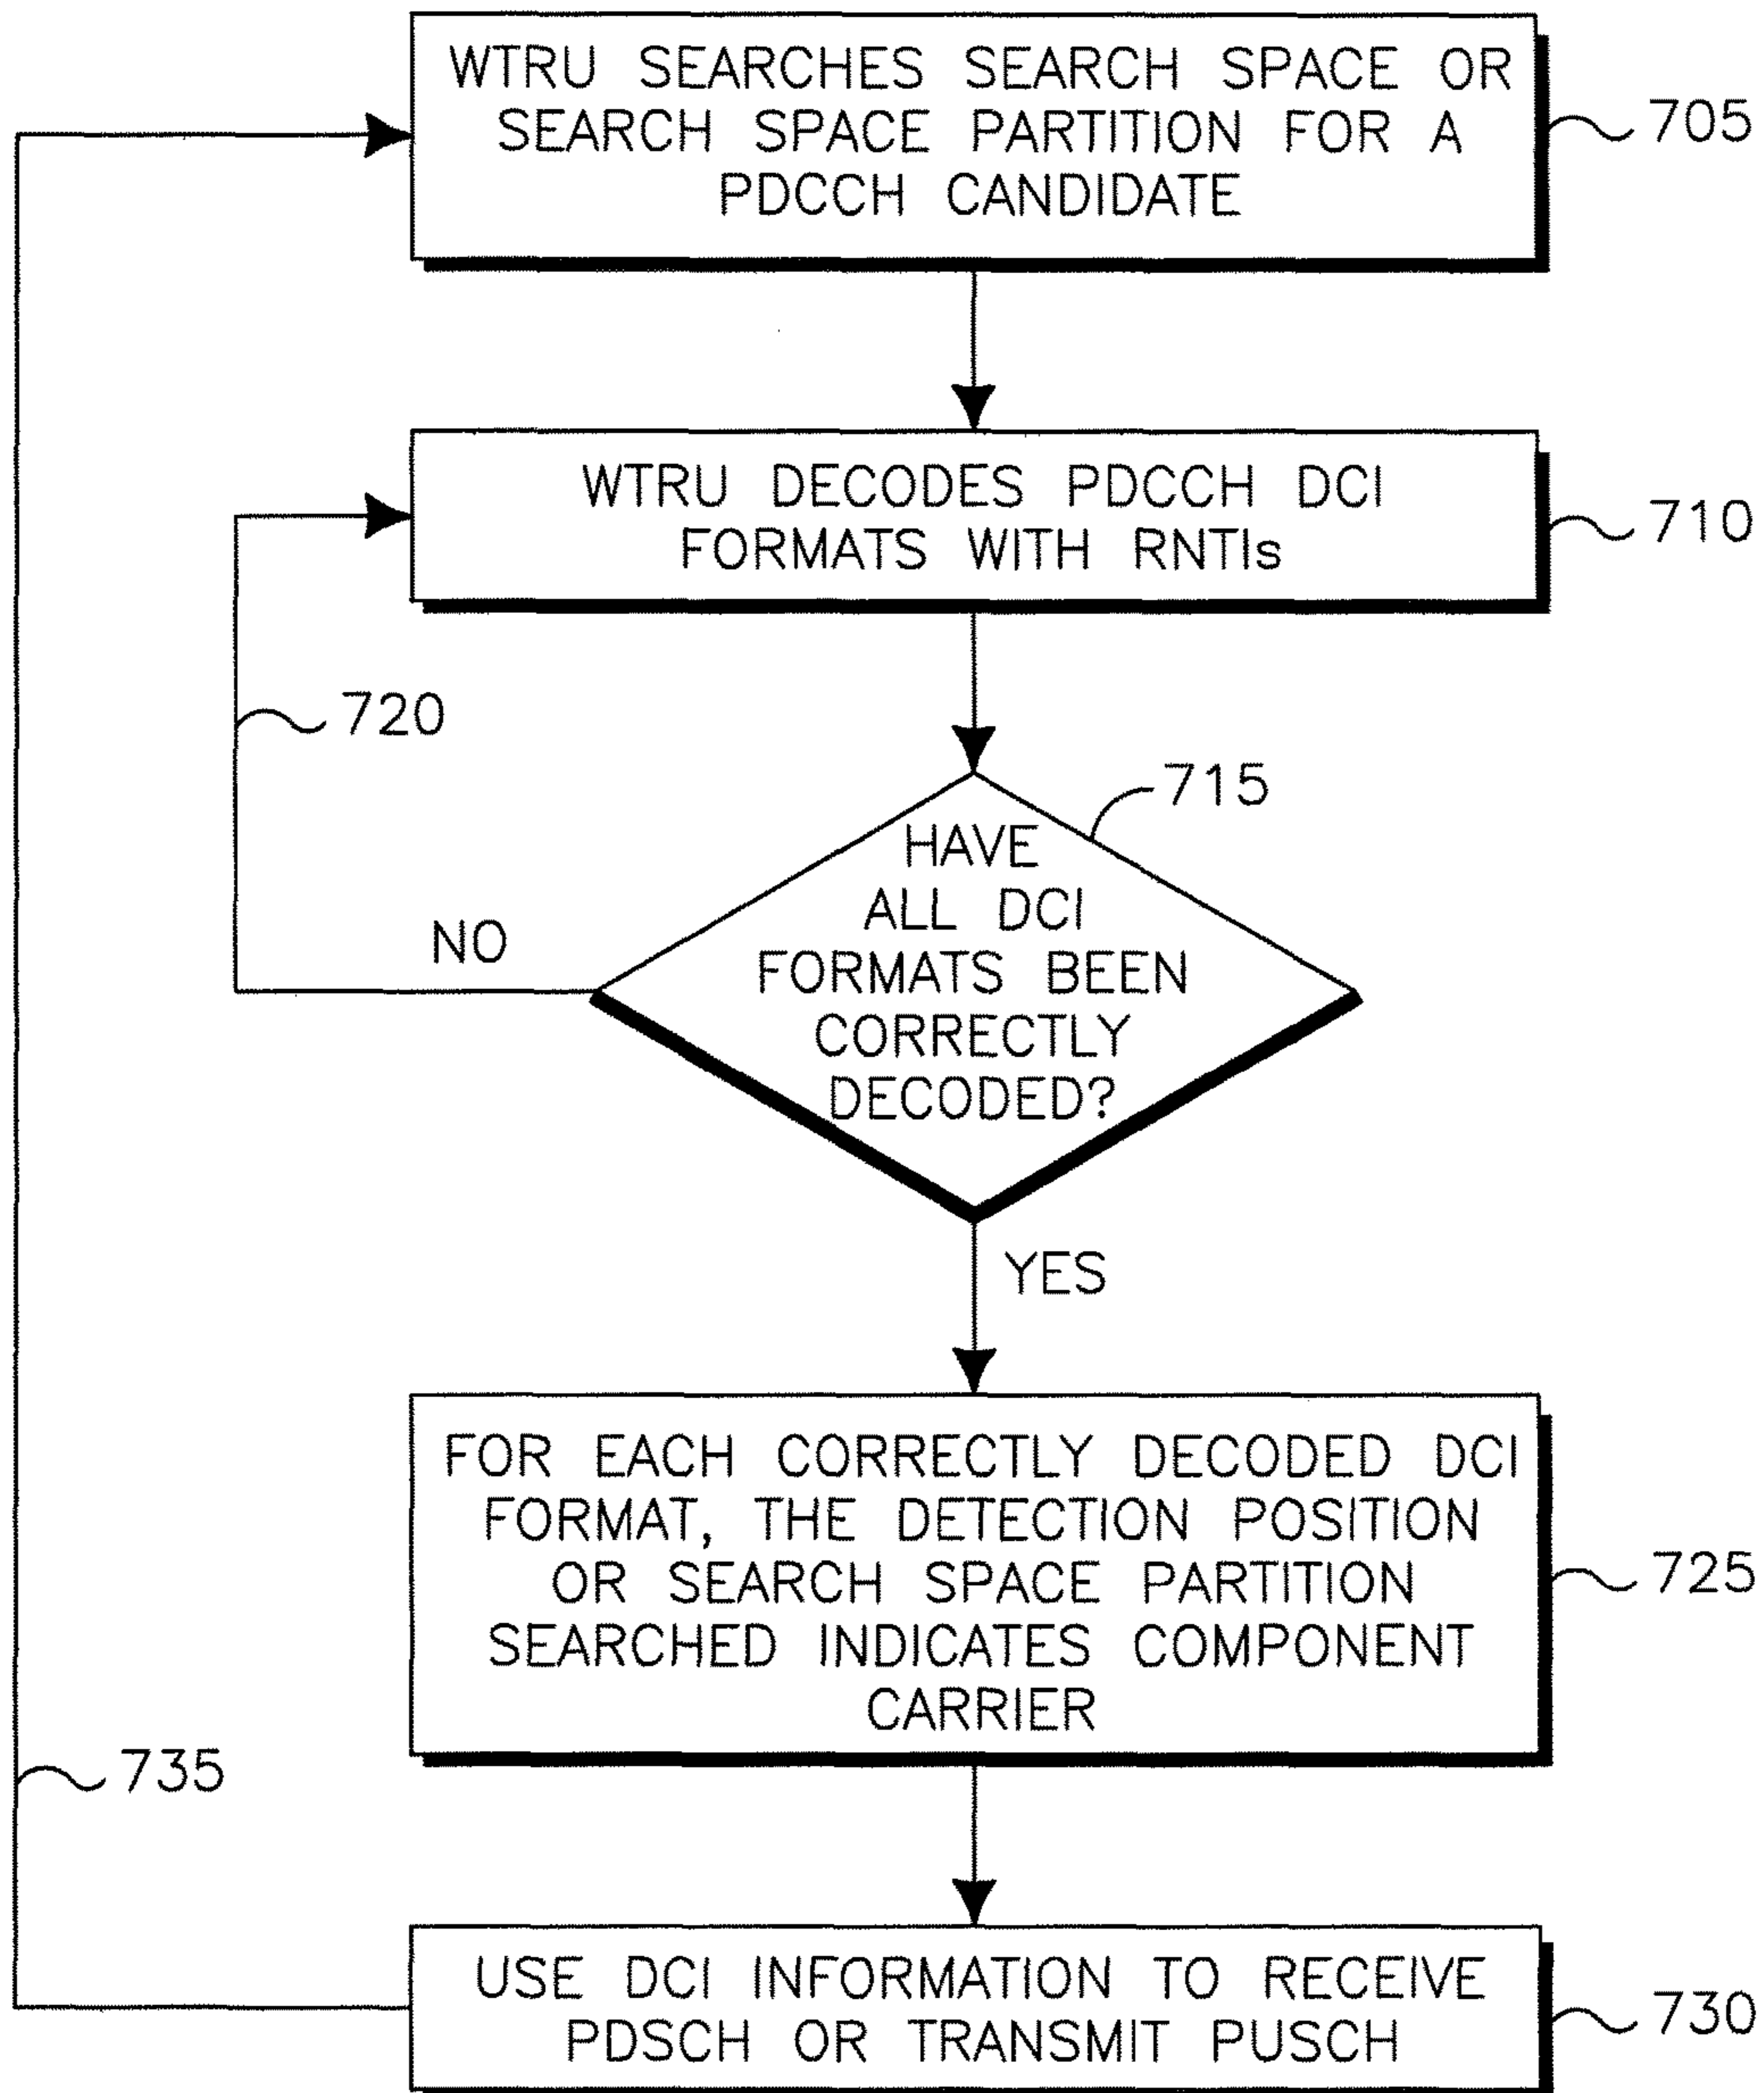 WTRU SEARCHES SEARCH SPACE OR
SEARCH SPACE PARTITION FOR A
PDCCH CANDIDATE
705
WTRU DECODES PDCCH DCI
FORMATS WITH RNTIs
710
720
715
HAVE
ALL DCI
FORMATS BEEN
CORRECTLY
DECODED?
NO
YES
FOR EACH CORRECTLY DECODED DCI
FORMAT, THE DETECTION POSITION
OR SEARCH SPACE PARTITION
SEARCHED INDICATES COMPONENT
CARRIER
725
735
USE DCI INFORMATION TO RECEIVE
PDSCH OR TRANSMIT PUSCH
730